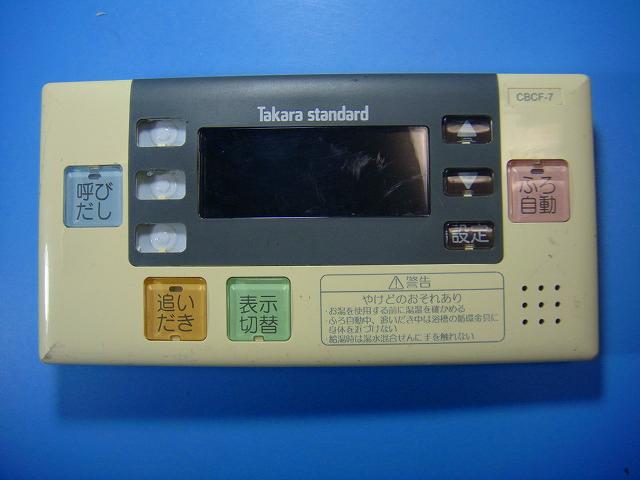 Takara standard
CBCF-7
呼び
だし
ふろ
自動
設定
追い
だき
表示
切替
警告
やけどのおそれあり
・お湯を使用する前に湯温を確かめる
・ふろ自動中、追いだき中は浴槽の循環金具に
身体を近づけない
・給湯時は湯水混合せんに手を触れない